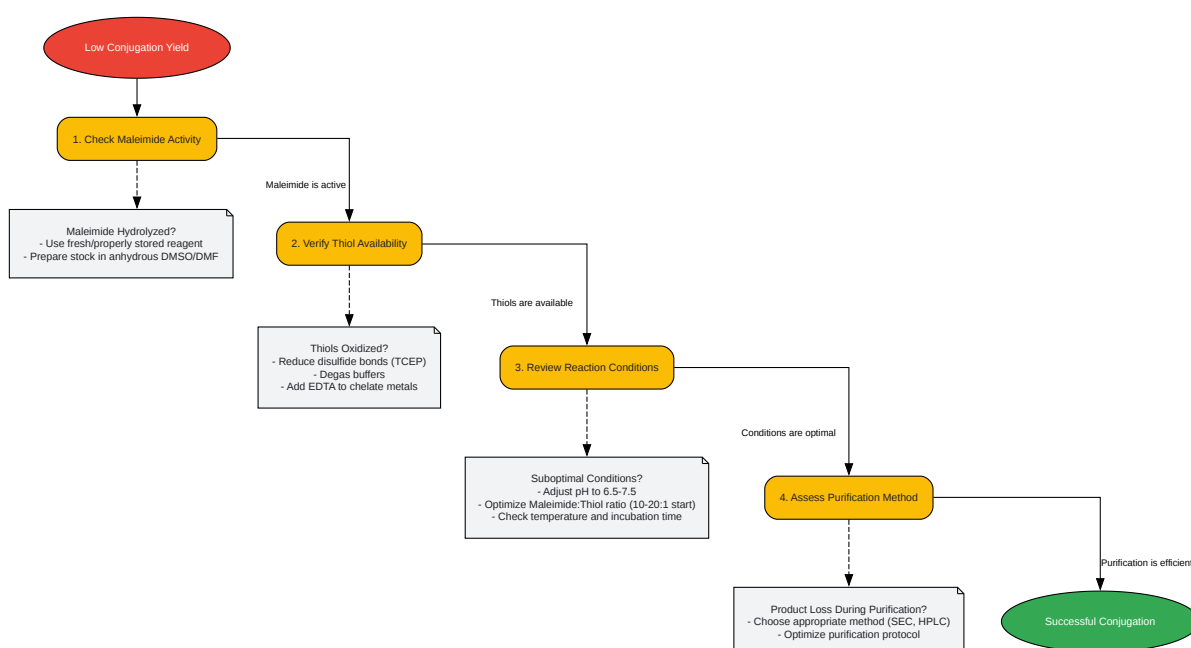 Low Conjugation Yield
1. Check Maleimide Activity
Maleimide is active
Maleimide Hydrolyzed?
- Use fresh/properly stored reagent
- Prepare stock in anhydrous DMSO/DMF
2. Verify Thiol Availability
Thiols are available
Thiols Oxidized?
- Reduce disulfide bonds (TCEP)
- Degas buffers
- Add EDTA to chelate metals
3. Review Reaction Conditions
Conditions are optimal
Suboptimal Conditions?
- Adjust pH to 6.5-7.5
- Optimize Maleimide:Thiol ratio (10-20:1 start)
- Check temperature and incubation time
4. Assess Purification Method
Purification is efficient
Product Loss During Purification?
- Choose appropriate method (SEC, HPLC)
- Optimize purification protocol
Successful Conjugation